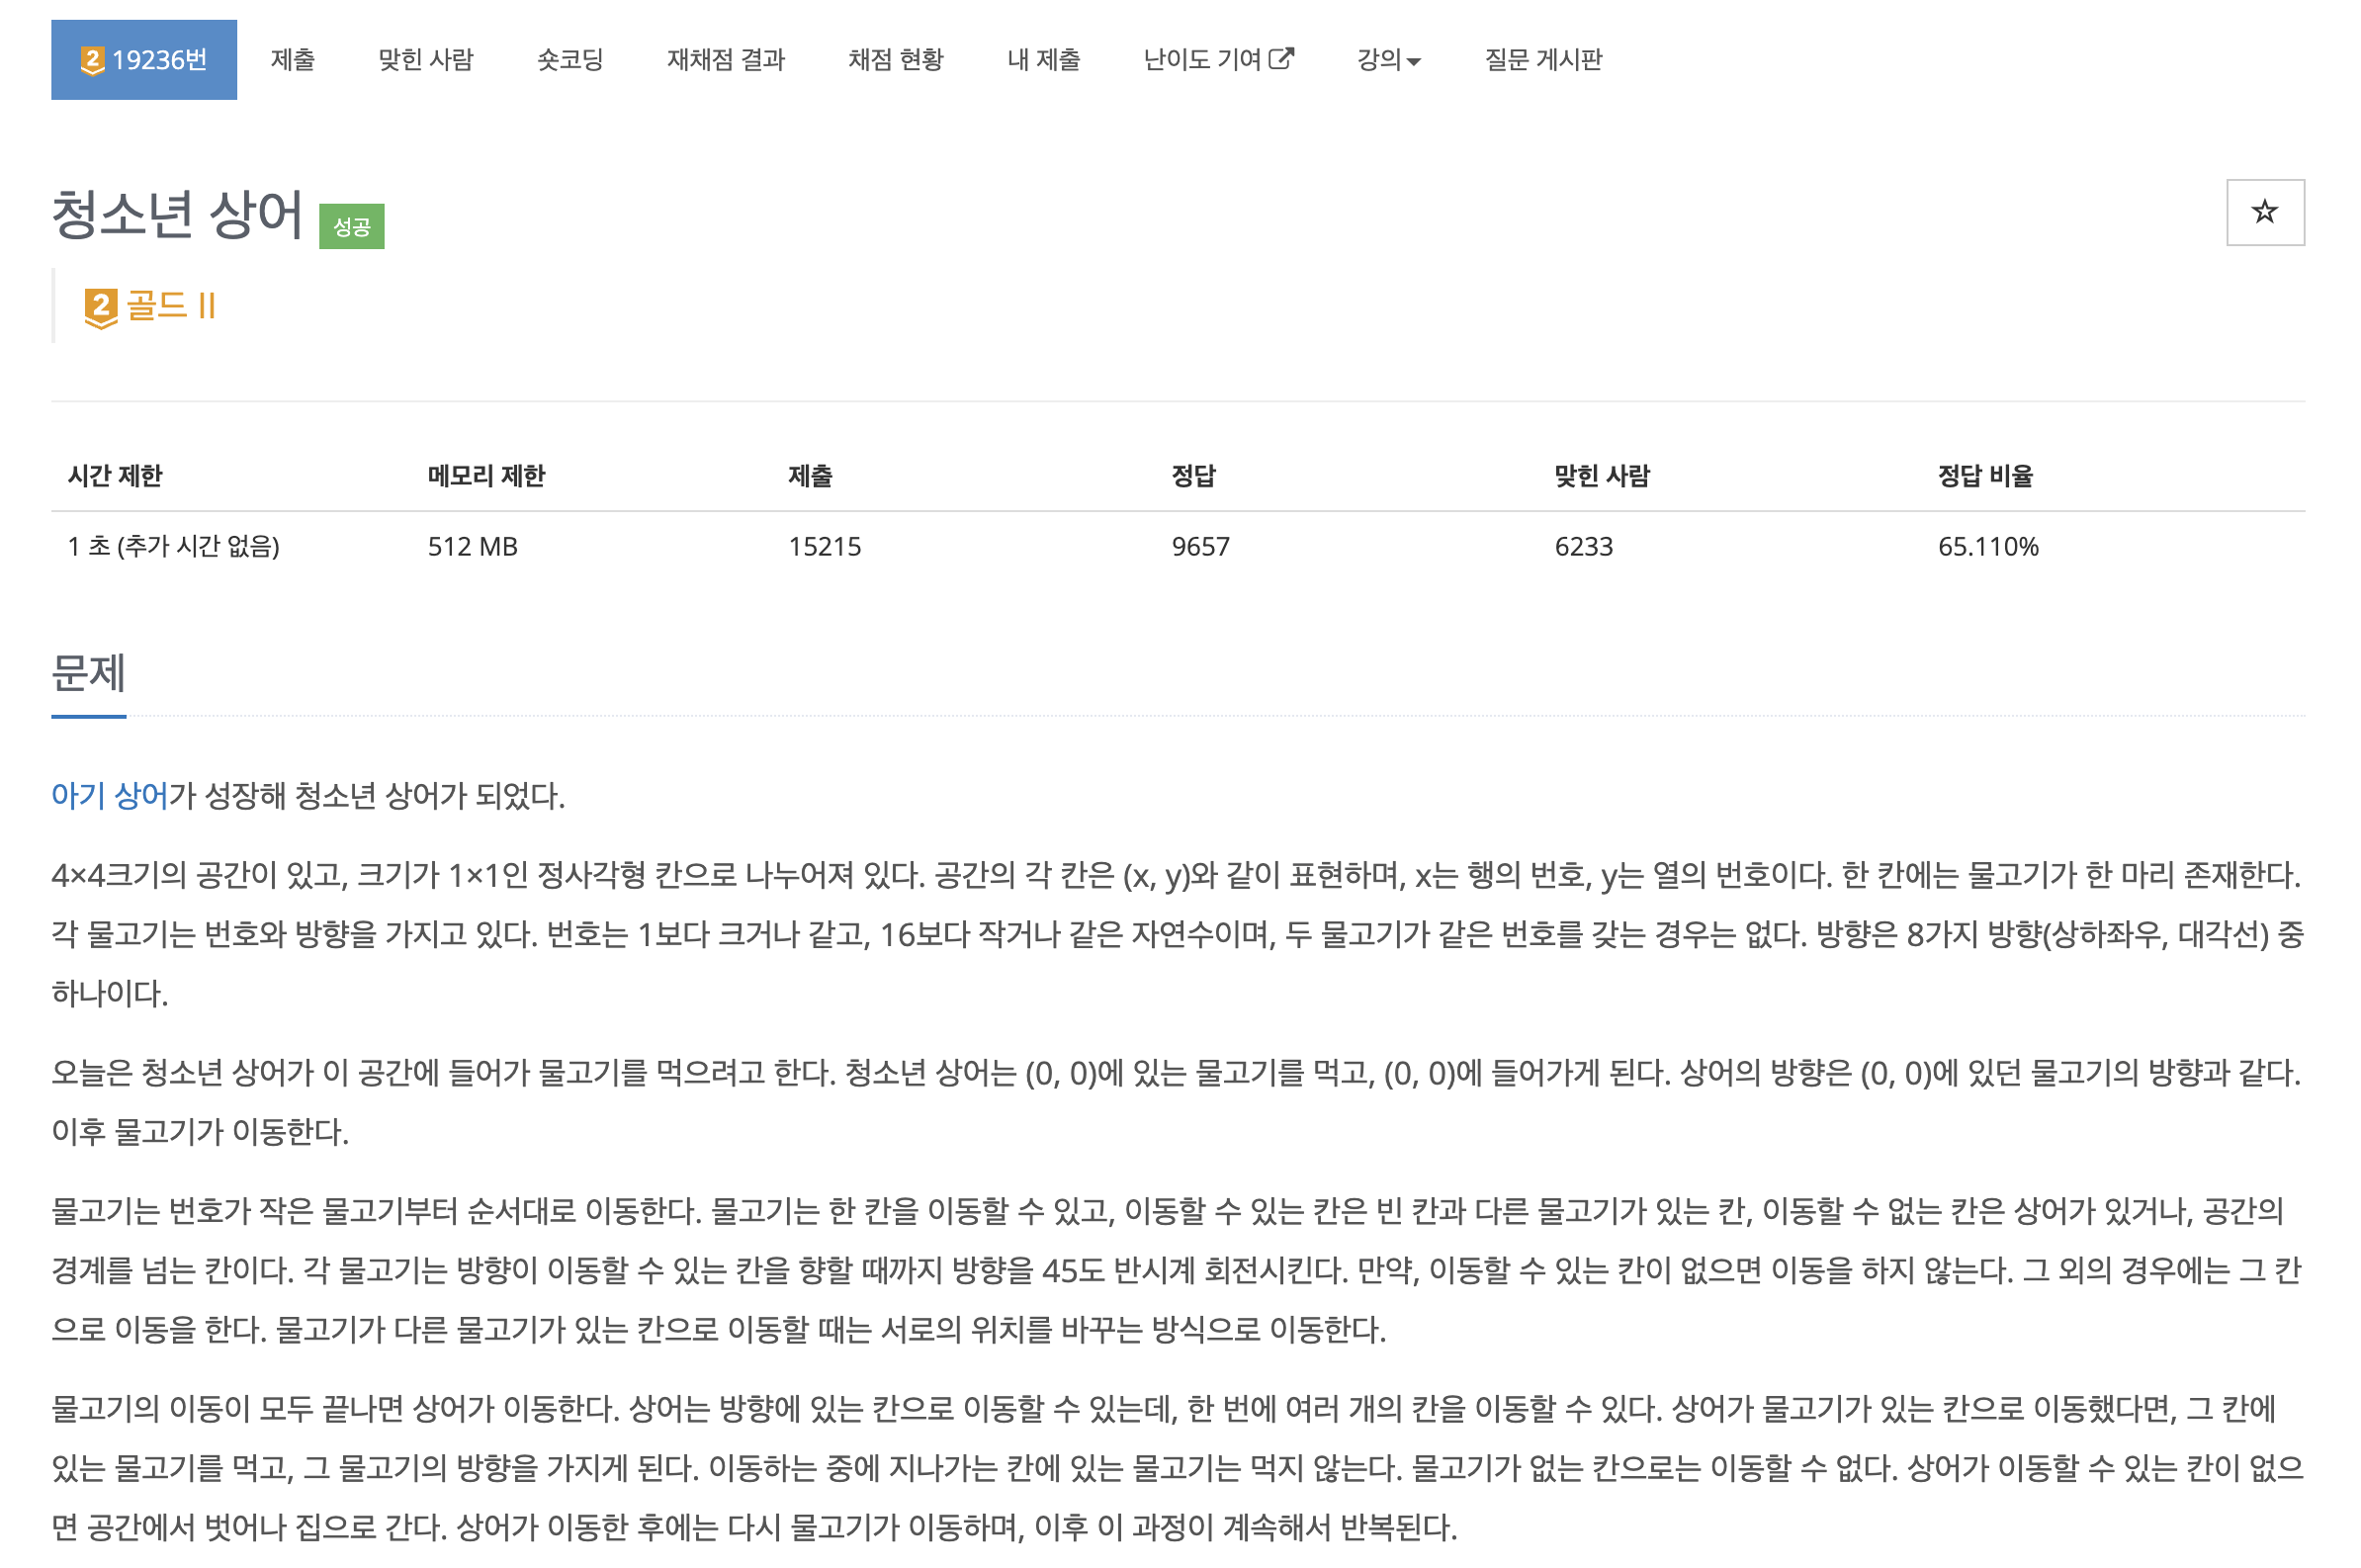 2 19236번 제출 맞힌 사람 숏코딩 재채점 결과 채점 현황 내 제출 난이도 기여 강의 질문 게시판
청소년 상어 성공
2 골드 II
시간 제한 메모리 제한 제출 정답 맞힌 사람 정답 비율
1 초 (추가 시간 없음) 512 MB 15215 9657 6233 65.110%
문제
아기 상어가 성장해 청소년 상어가 되었다.
4×4크기의 공간이 있고, 크기가 1×1인 정사각형 칸으로 나누어져 있다. 공간의 각 칸은 (x, y)와 같이 표현하며, x는 행의 번호, y는 열의 번호이다. 한 칸에는 물고기가 한 마리 존재한다.
각 물고기는 번호와 방향을 가지고 있다. 번호는 1보다 크거나 같고, 16보다 작거나 같은 자연수이며, 두 물고기가 같은 번호를 갖는 경우는 없다. 방향은 8가지 방향(상하좌우, 대각선) 중
하나이다.
오늘은 청소년 상어가 이 공간에 들어가 물고기를 먹으려고 한다. 청소년 상어는 (0, 0)에 있는 물고기를 먹고, (0, 0)에 들어가게 된다. 상어의 방향은 (0, 0)에 있던 물고기의 방향과 같다.
이후 물고기가 이동한다.
물고기는 번호가 작은 물고기부터 순서대로 이동한다. 물고기는 한 칸을 이동할 수 있고, 이동할 수 있는 칸은 빈 칸과 다른 물고기가 있는 칸, 이동할 수 없는 칸은 상어가 있거나, 공간의
경계를 넘는 칸이다. 각 물고기는 방향이 이동할 수 있는 칸을 향할 때까지 방향을 45도 반시계 회전시킨다. 만약, 이동할 수 있는 칸이 없으면 이동을 하지 않는다. 그 외의 경우에는 그 칸
으로 이동을 한다. 물고기가 다른 물고기가 있는 칸으로 이동할 때는 서로의 위치를 바꾸는 방식으로 이동한다.
물고기의 이동이 모두 끝나면 상어가 이동한다. 상어는 방향에 있는 칸으로 이동할 수 있는데, 한 번에 여러 개의 칸을 이동할 수 있다. 상어가 물고기가 있는 칸으로 이동했다면, 그 칸에
있는 물고기를 먹고, 그 물고기의 방향을 가지게 된다. 이동하는 중에 지나가는 칸에 있는 물고기는 먹지 않는다. 물고기가 없는 칸으로는 이동할 수 없다. 상어가 이동할 수 있는 칸이 없으
면 공간에서 벗어나 집으로 간다. 상어가 이동한 후에는 다시 물고기가 이동하며, 이후 이 과정이 계속해서 반복된다.